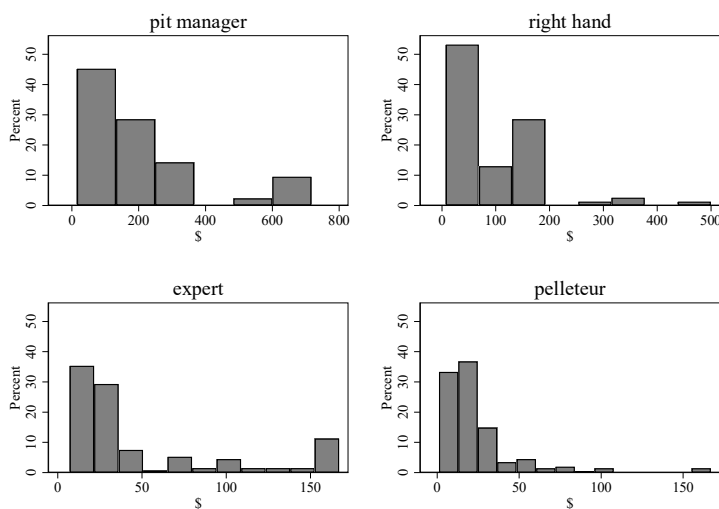 pit manager
Percent
0 10 20 30 40 50
0 200 400 600 800
$
right hand
Percent
0 10 20 30 40 50
0 100 200 300 400 500
$
expert
Percent
0 10 20 30 40 50
0 50 100 150
$
pelleteur
Percent
0 10 20 30 40 50
0 50 100 150
$